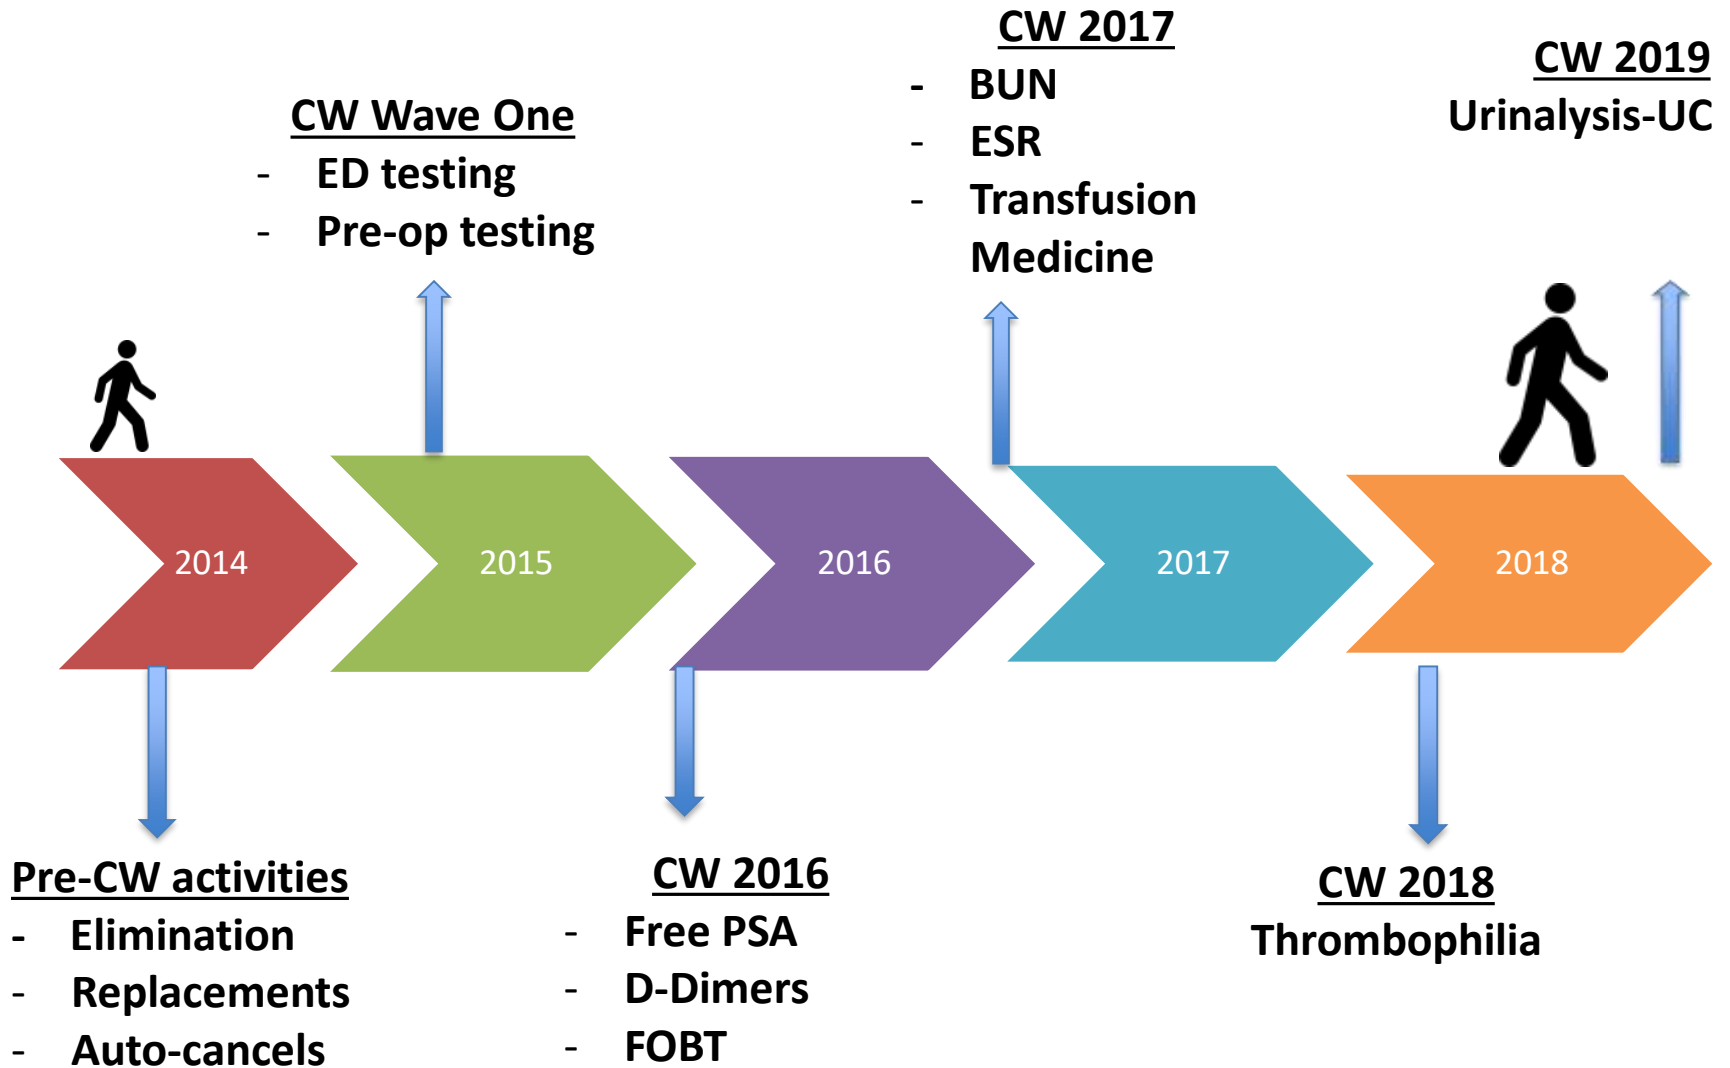 CW Wave One
- ED testing
- Pre-op testing
CW 2017
- BUN
- ESR
- Transfusion
Medicine
CW 2019
Urinalysis-UC
2014
2015
2016
2017
2018
Pre-CW activities
- Elimination
- Replacements
- Auto-cancels
CW 2016
- Free PSA
- D-Dimers
- FOBT
CW 2018
Thrombophilia